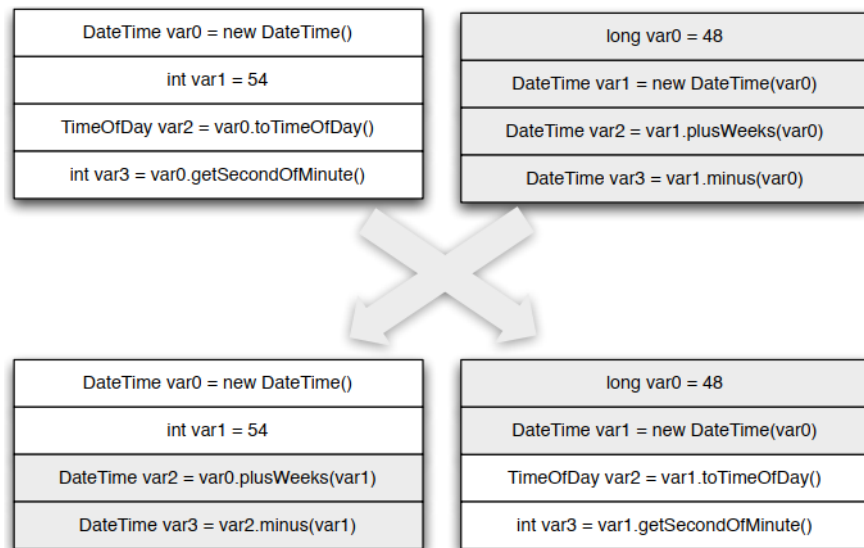 DateTime var0 = new DateTime()
int var1 = 54
TimeOfDay var2 = var0.toTimeOfDay()
int var3 = var0.getSecondOfMinute()
long var0 = 48
DateTime var1 = new DateTime(var0)
DateTime var2 = var1.plusWeeks(var0)
DateTime var3 = var1.minus(var0)
DateTime var0 = new DateTime()
int var1 = 54
DateTime var2 = var0.plusWeeks(var1)
DateTime var3 = var2.minus(var1)
long var0 = 48
DateTime var1 = new DateTime(var0)
TimeOfDay var2 = var1.toTimeOfDay()
int var3 = var1.getSecondOfMinute()